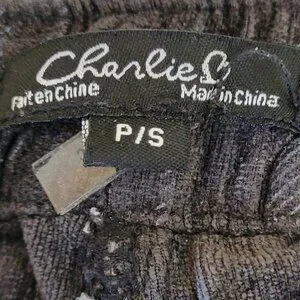 Charlie B
Fait en Chine
Made in China
P/S